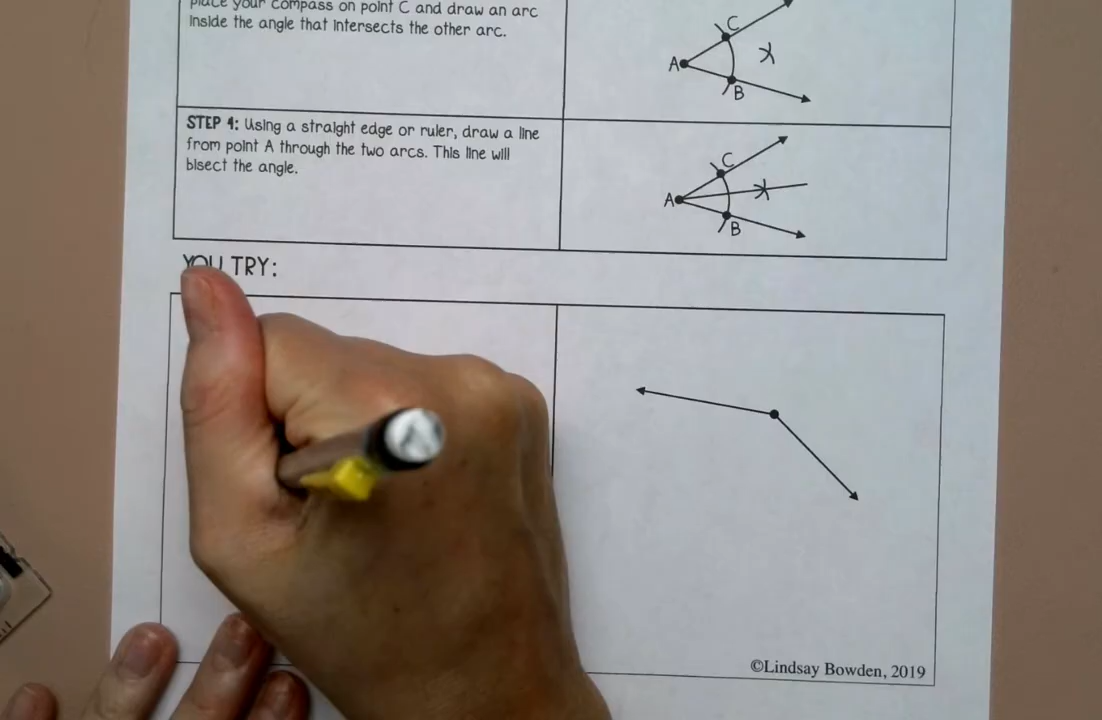 place your compass on point C and draw an arc
inside the angle that intersects the other arc.
C
A
B
STEP 4: Using a straight edge or ruler, draw a line
from point A through the two arcs. This line will
bisect the angle.
C
A
B
YOU TRY:
©Lindsay Bowden, 2019